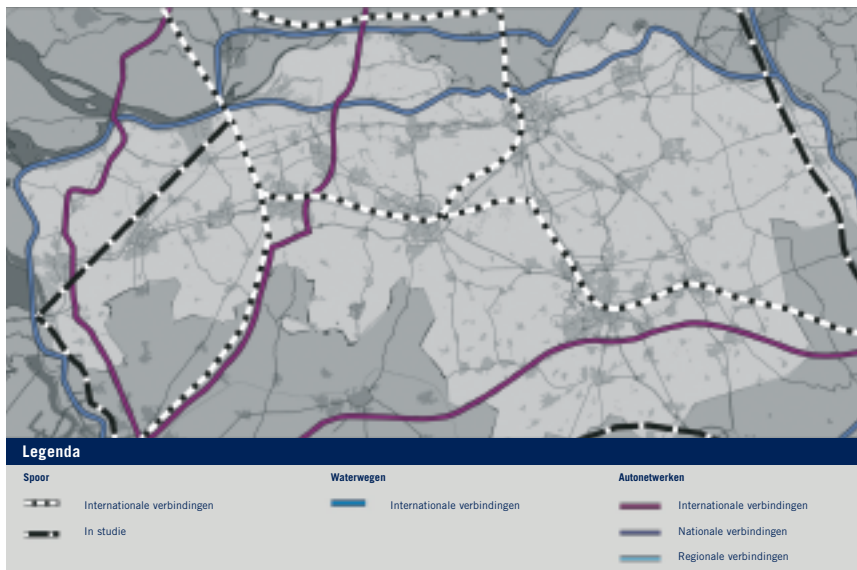 Legenda
Spoor
Internationale verbindingen
In studie
Waterwegen
Internationale verbindingen
Autonetwerken
Internationale verbindingen
Nationale verbindingen
Regionale verbindingen